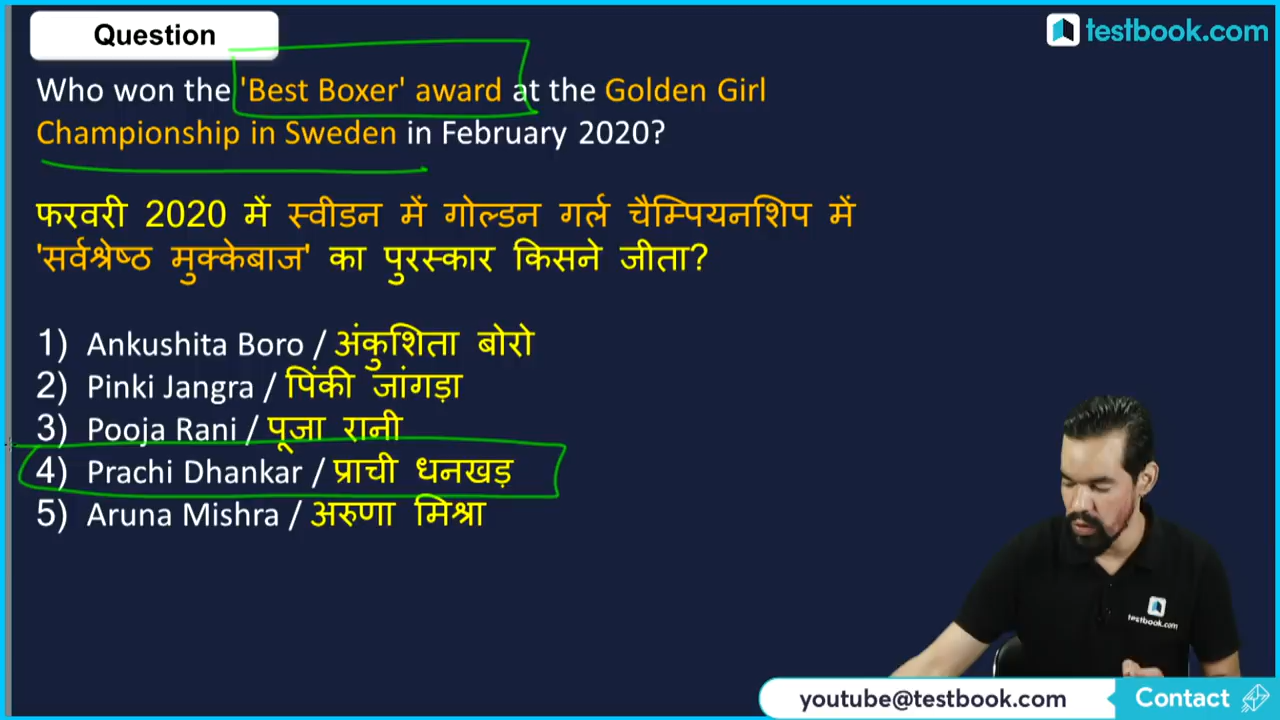 Question
testbook.com
Who won the 'Best Boxer' award at the Golden Girl
Championship in Sweden in February 2020?
फरवरी 2020 में स्वीडन में गोल्डन गर्ल चैम्पियनशिप में
'सर्वश्रेष्ठ मुक्केबाज' का पुरस्कार किसने जीता?
1) Ankushita Boro / अंकुशिता बोरो
2) Pinki Jangra / पिंकी जांगड़ा
3) Pooja Rani / पूजा रानी
4) Prachi Dhankar / प्राची धनखड़
5) Aruna Mishra / अरुणा मिश्रा
testbook.com
youtube@testbook.com Contact